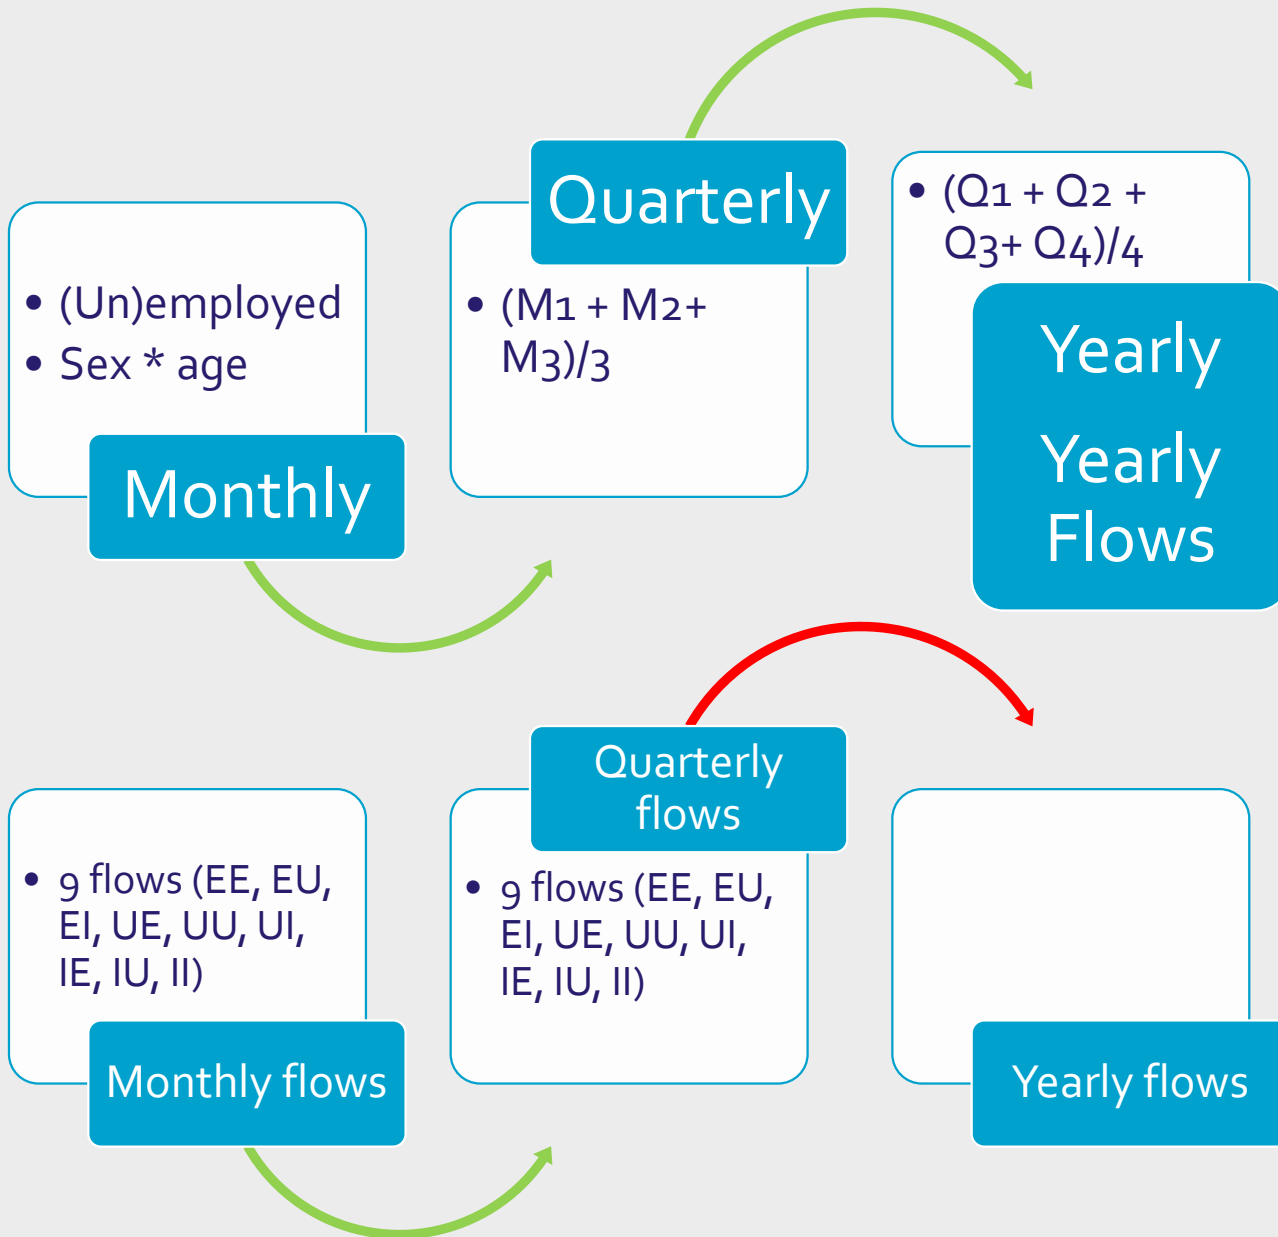 • (Un)employed
• Sex * age
Monthly
Quarterly
• (M1 + M2+
M3)/3
• (Q1 + Q2 +
Q3+ Q4)/4
Yearly
Yearly
Flows
• 9 flows (EE, EU,
EI, UE, UU, UI,
IE, IU, II)
Monthly flows
Quarterly
flows
• 9 flows (EE, EU,
EI, UE, UU, UI,
IE, IU, II)
Yearly flows